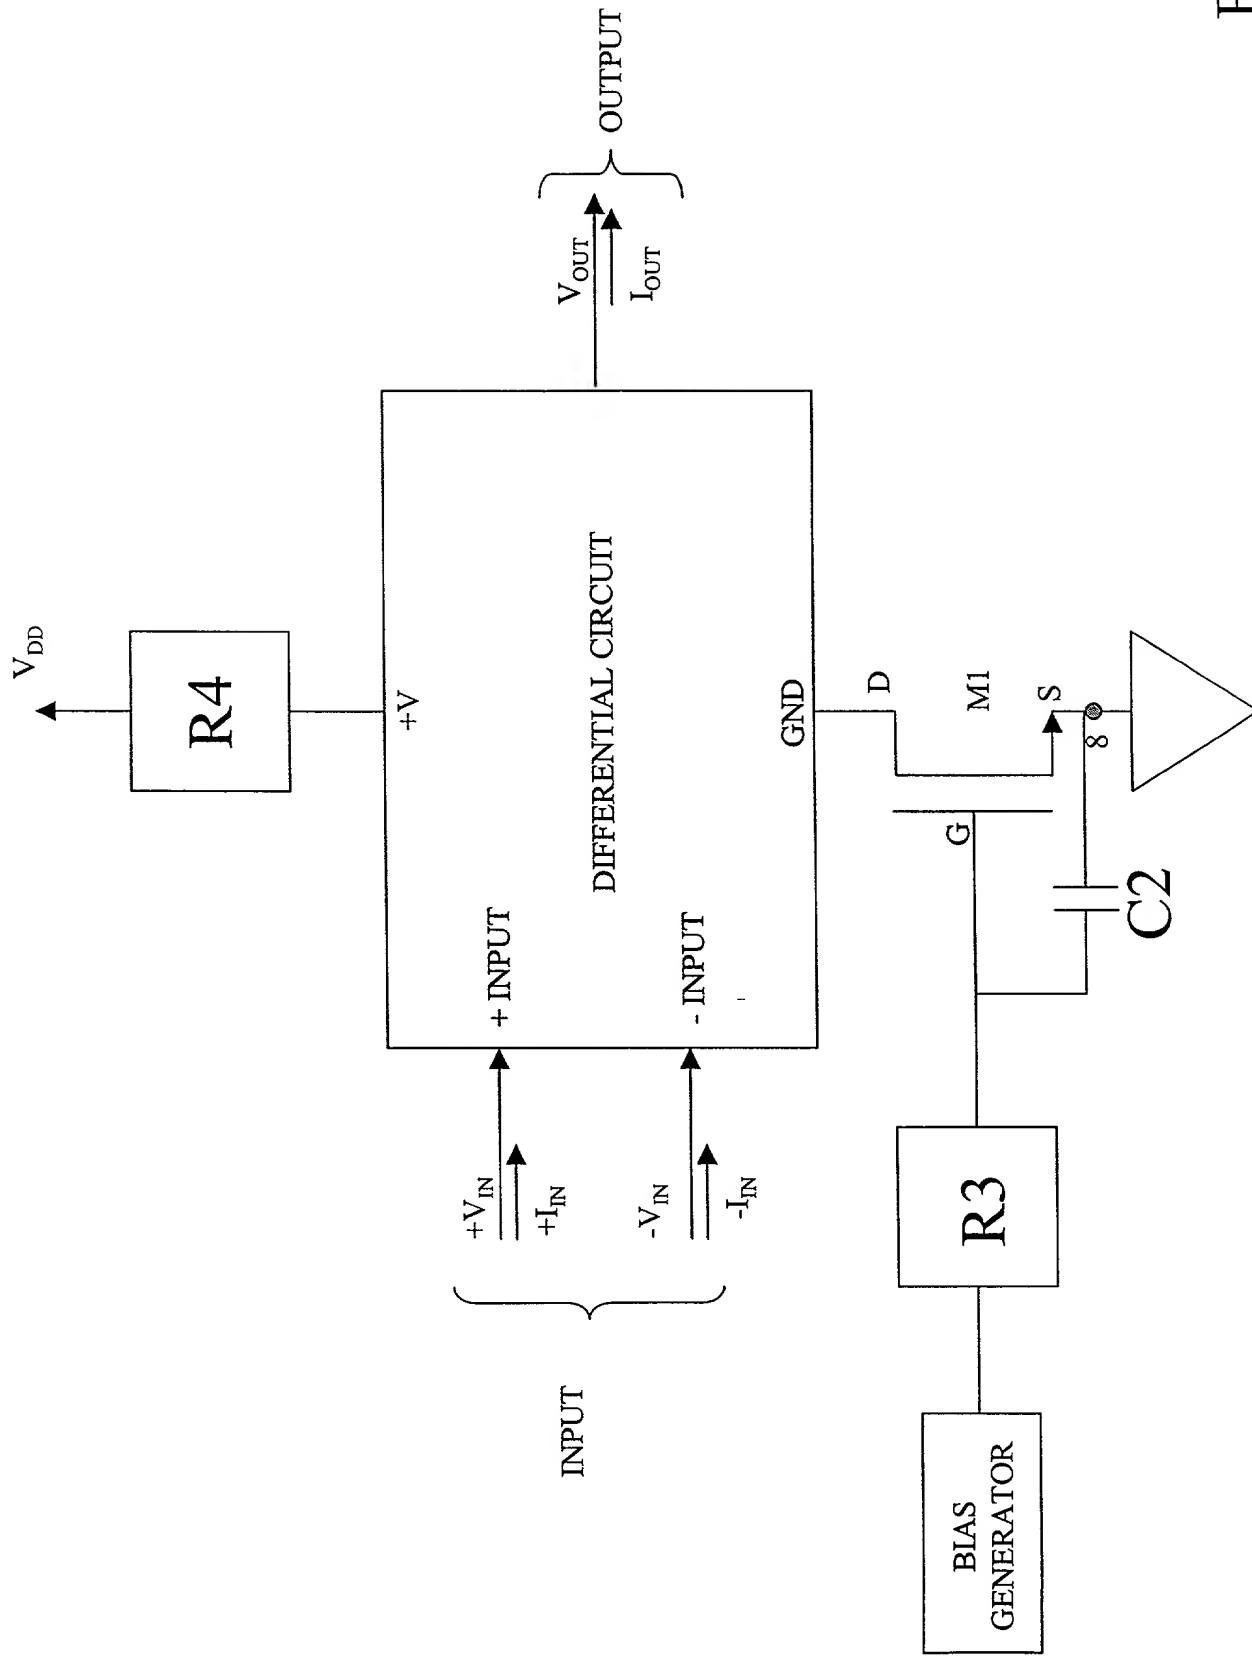 V_DD
R4
+V
+ INPUT
- INPUT
DIFFERENTIAL CIRCUIT
GND
INPUT
+V_IN
+I_IN
-V_IN
-I_IN
V_OUT
I_OUT
OUTPUT
D
M1
S
G
8
C2
R3
BIAS
GENERATOR